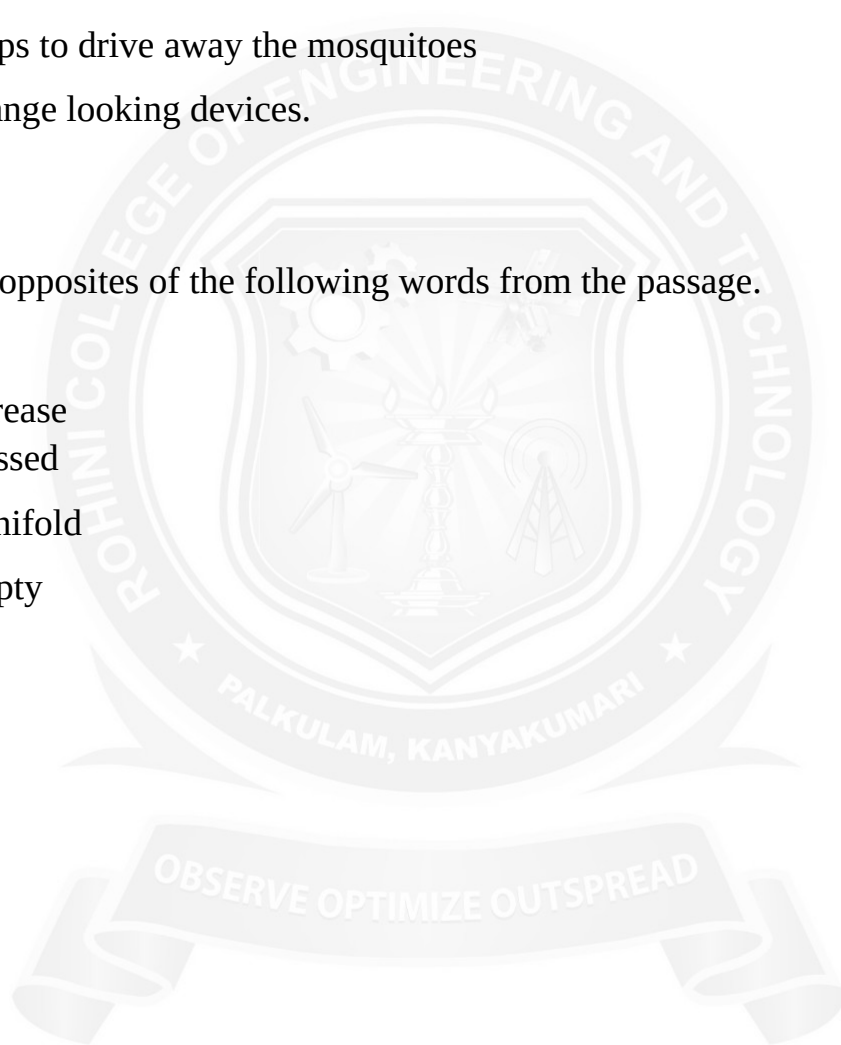 ps to drive away the mosquitoes
ange looking devices.
opposites of the following words from the passage.
rease
ssed
nifold
pty
ROHINI COLLEGE OF ENGINEERING AND TECHNOLOGY
PALKULAM, KANYAKUMARI
OBSERVE OPTIMIZE OUTSPREAD